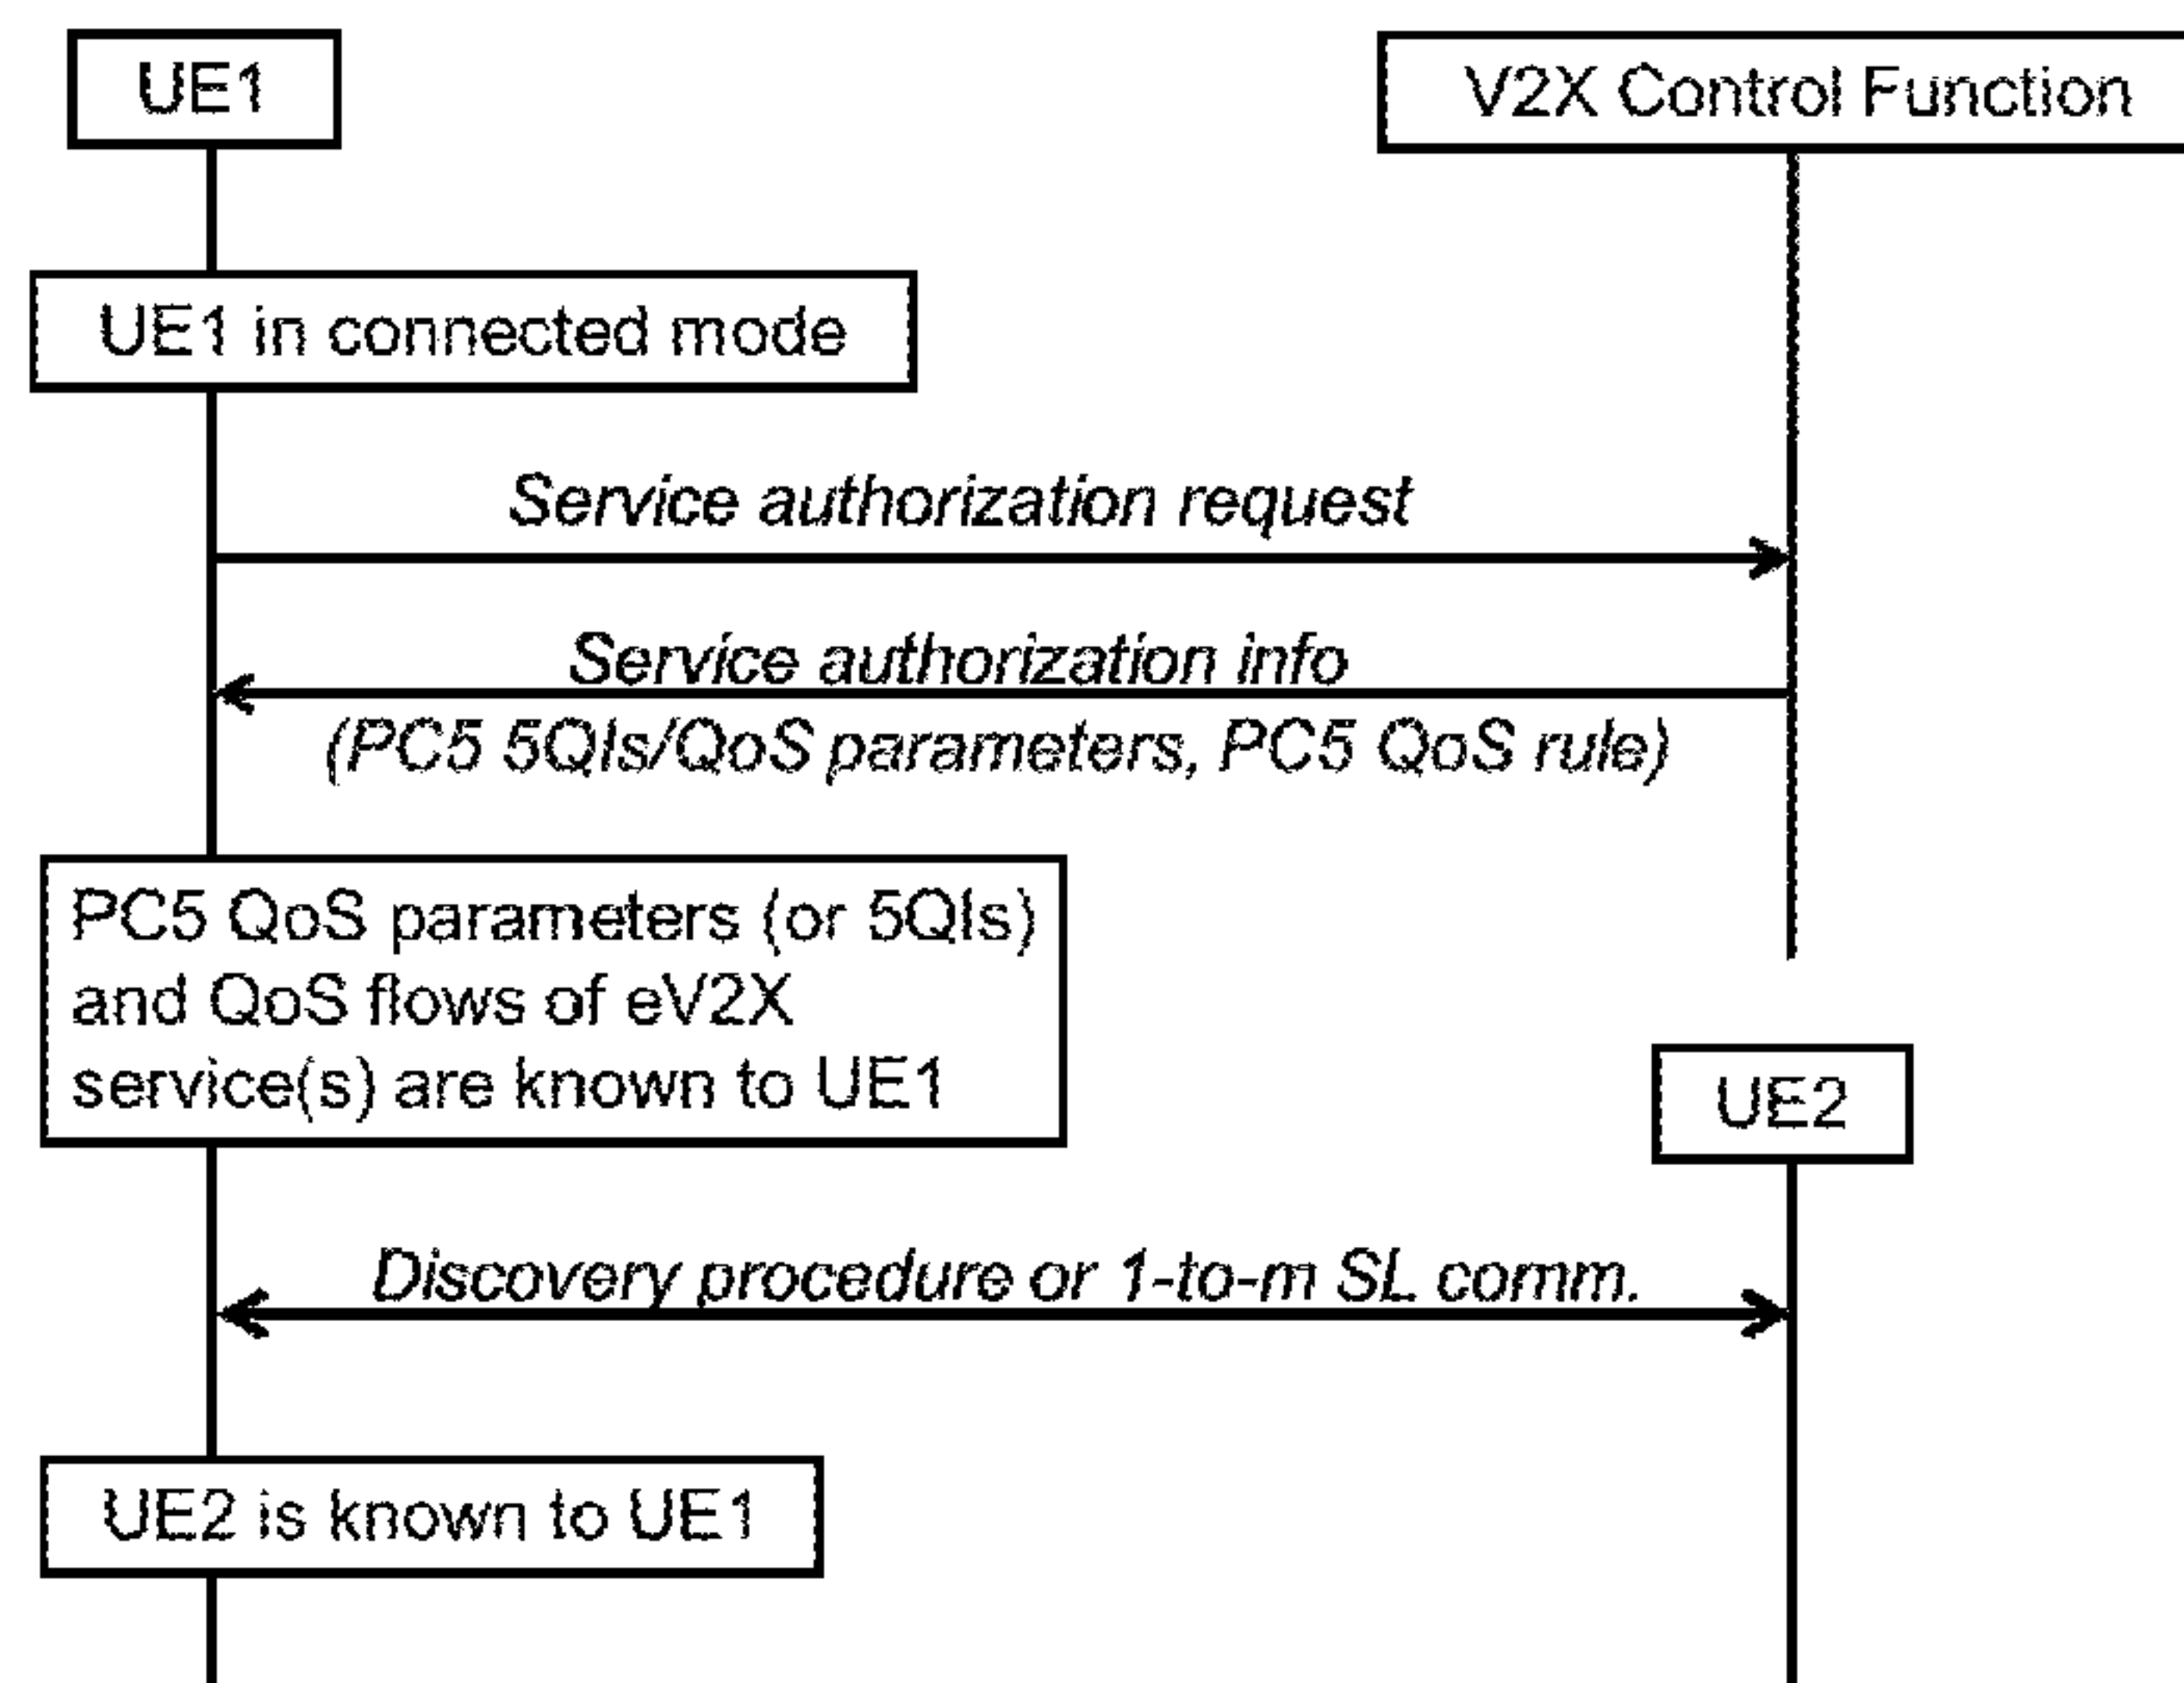 UE1
V2X Control Function
UE1 in connected mode
Service authorization request
Service authorization info
(PC5 5QIs/QoS parameters, PC5 QoS rule)
PC5 QoS parameters (or 5QIs)
and QoS flows of eV2X
service(s) are known to UE1
UE2
Discovery procedure or 1-to-m SL comm.
UE2 is known to UE1